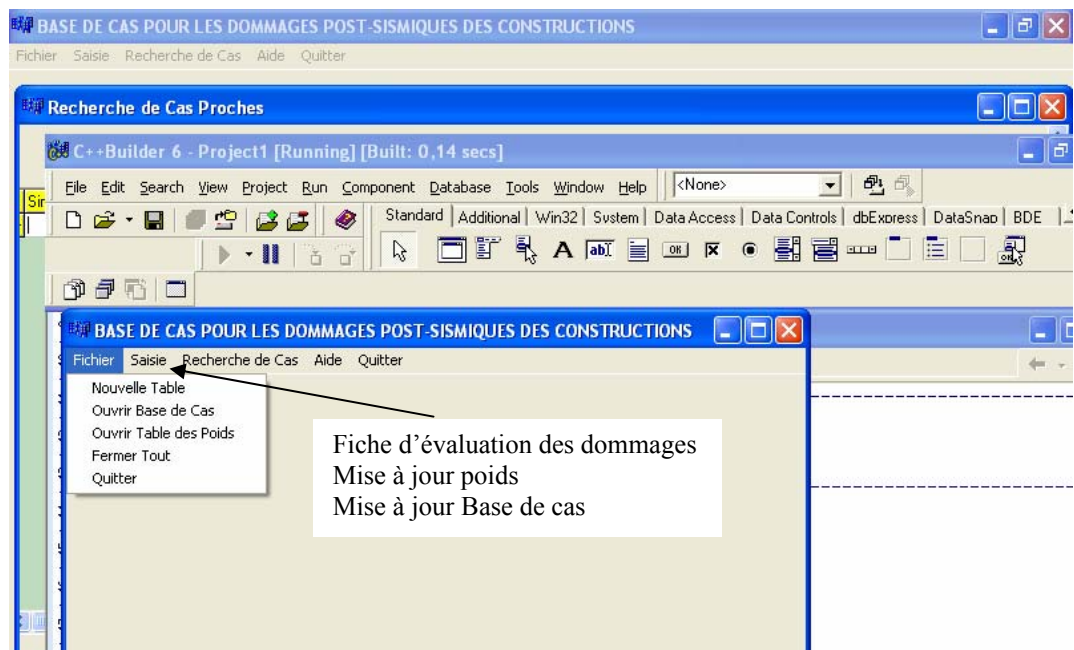 BASE DE CAS POUR LES DOMMAGES POST-SISMIQUES DES CONSTRUCTIONS
Fichier Saisie Recherche de Cas Aide Quitter
Recherche de Cas Proches
C++Builder 6 - Project1 [Running] [Built: 0,14 secs]
File Edit Search View Project Run Component Database Tools Window Help <None>
Standard Additional Win32 System Data Access Data Controls dbExpress DataSnap BDE
BASE DE CAS POUR LES DOMMAGES POST-SISMIQUES DES CONSTRUCTIONS
Fichier Saisie Recherche de Cas Aide Quitter
Nouvelle Table
Ouvrir Base de Cas
Ouvrir Table des Poids
Fermer Tout
Quitter
Fiche d'évaluation des dommages
Mise à jour poids
Mise à jour Base de cas